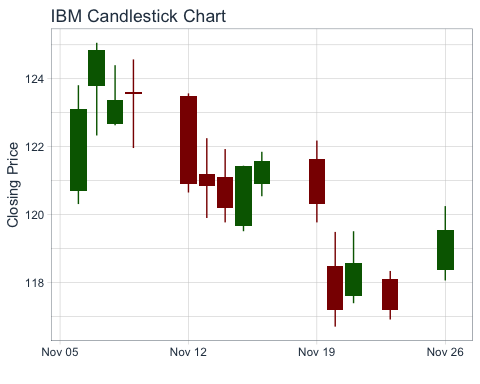 IBM Candlestick Chart
Closing Price
124
122
120
118
Nov 05 Nov 12 Nov 19 Nov 26